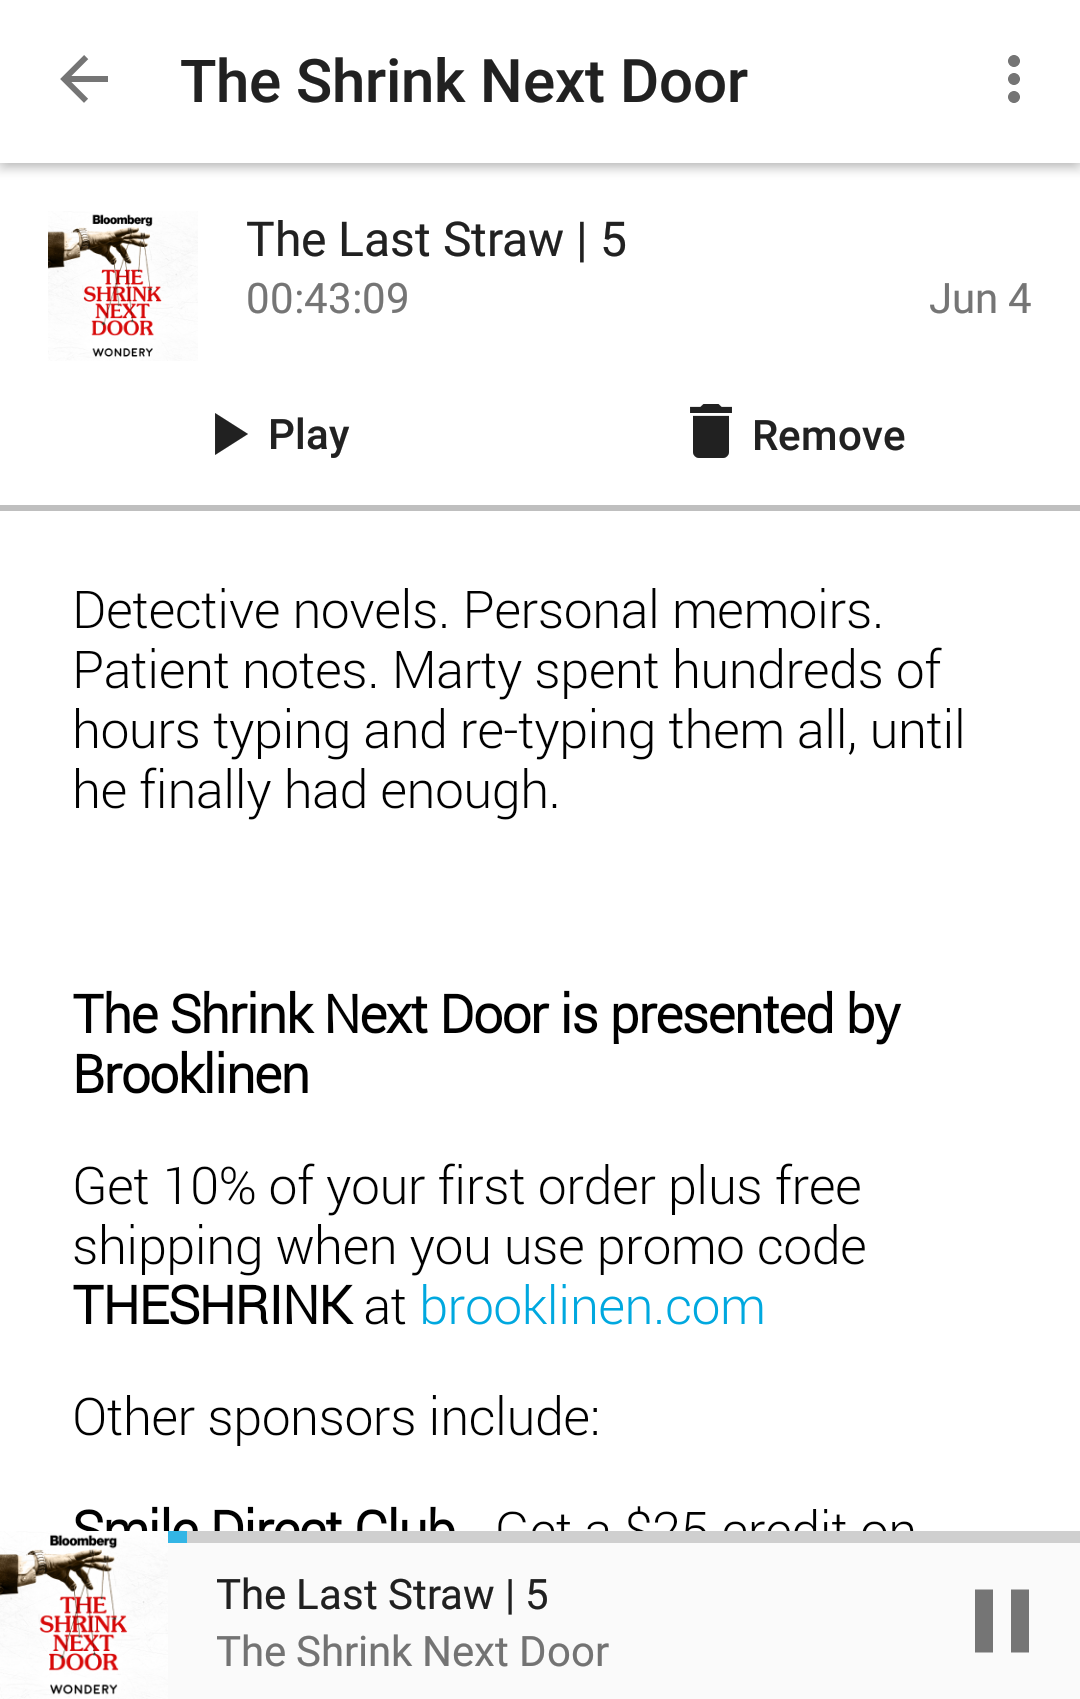 The Shrink Next Door
Bloomberg
THE
SHRINK
NEXT
DOOR
WONDERY
The Last Straw | 5
00:43:09
Jun 4
Play
Remove
Detective novels. Personal memoirs.
Patient notes. Marty spent hundreds of
hours typing and re-typing them all, until
he finally had enough.
The Shrink Next Door is presented by
Brooklinen
Get 10% of your first order plus free
shipping when you use promo code
THESHRINK at brooklinen.com
Other sponsors include:
Smile Direct Club - Get a $25 credit on
Bloomberg
THE
SHRINK
NEXT
DOOR
WONDERY
The Last Straw | 5
The Shrink Next Door